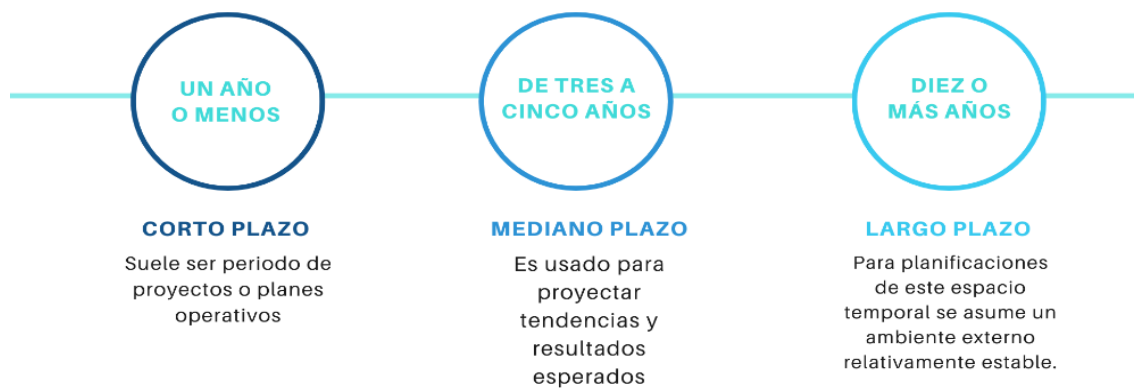 UN AÑO
O MENOS
CORTO PLAZO
Suele ser periodo de
proyectos o planes
operativos
DE TRES A
CINCO AÑOS
MEDIANO PLAZO
Es usado para
proyectar
tendencias y
resultados
esperados
DIEZ O
MÁS AÑOS
LARGO PLAZO
Para planificaciones
de este espacio
temporal se asume un
ambiente externo
relativamente estable.